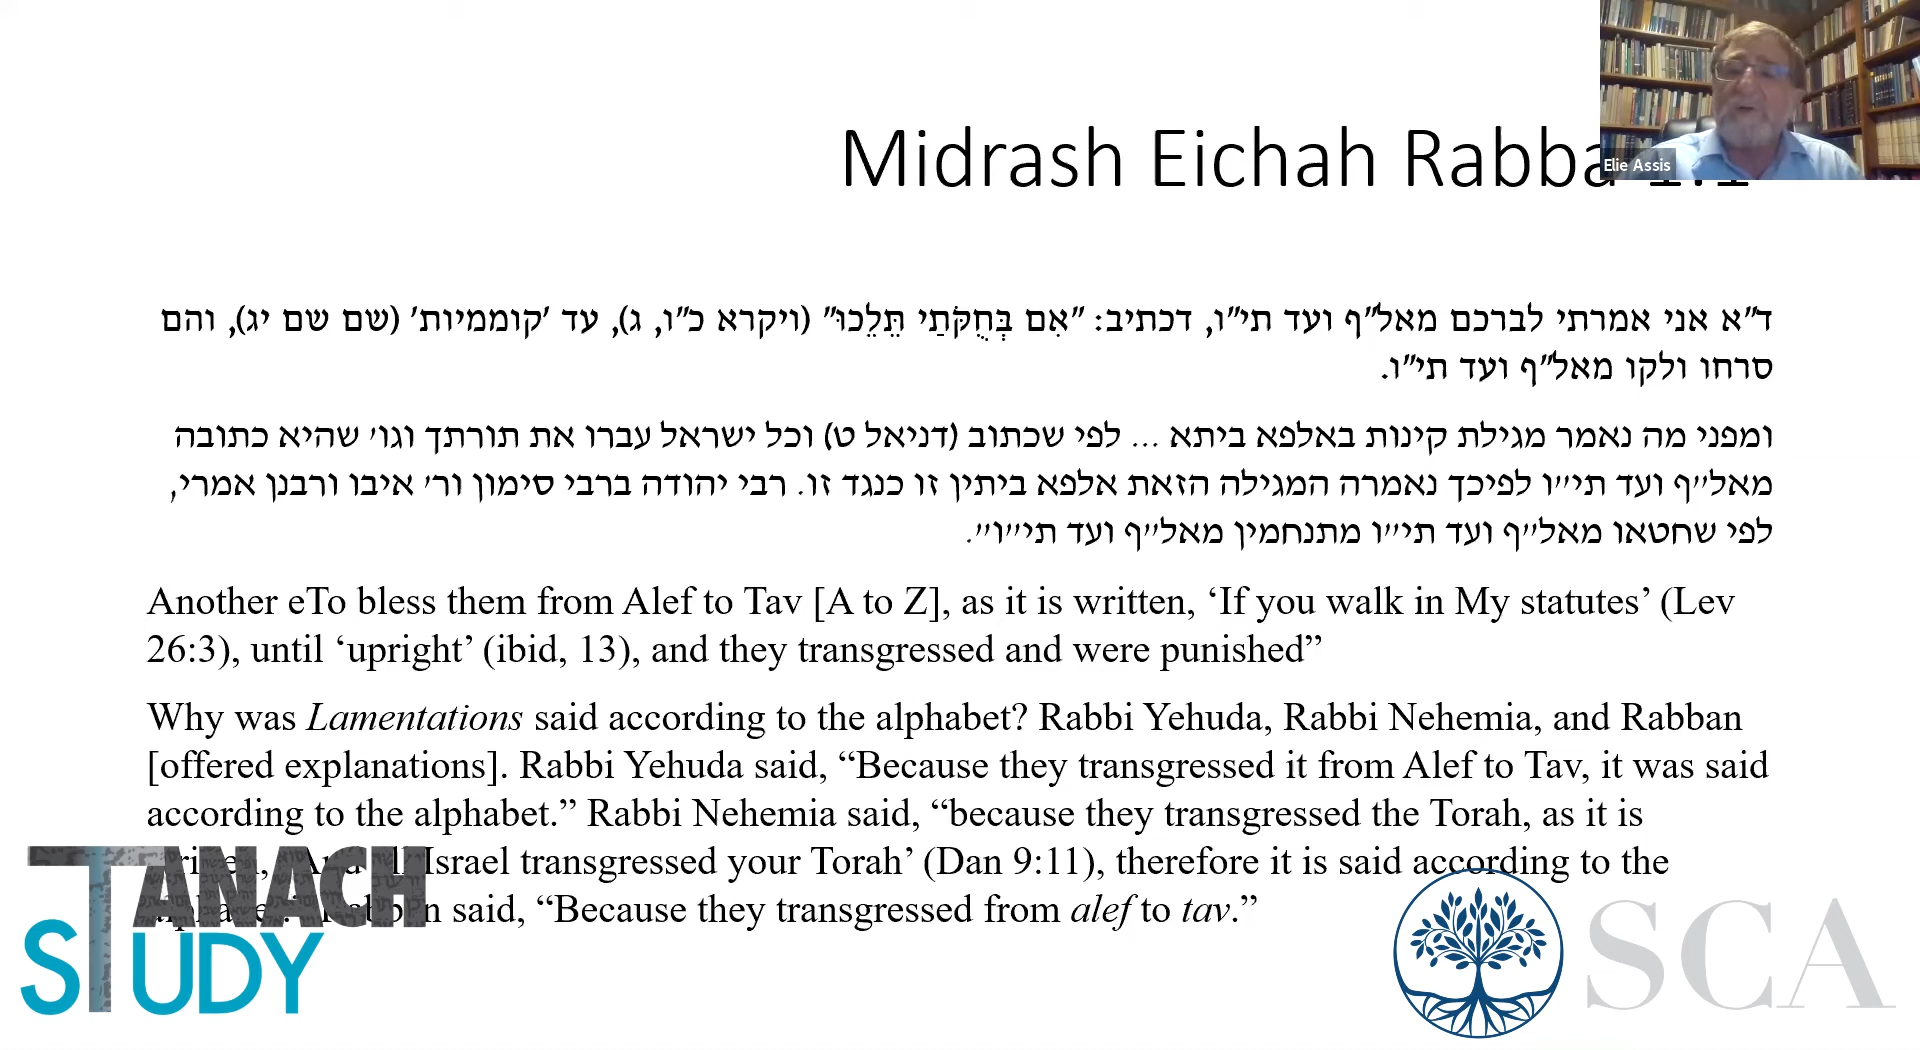 Midrash Eichah Rabba
Elie Assis
ד"א אני אמרתי לברכם מאל"ף ועד תי"ו, דכתיב: "אִם בְּחֻקֹּתַי תֵּלֵכוּ" (ויקרא כ"ו, ג), עד 'קוממיות' (שם שם יג), והם
סרחו ולקו מאל"ף ועד תי"ו.
ומפני מה נאמר מגילת קינות באלפא ביתא ... לפי שכתוב (דניאל ט) וכל ישראל עברו את תורתך וגו' שהיא כתובה
מאל"ף ועד תי"ו לפיכך נאמרה המגילה הזאת אלפא ביתין זו כנגד זו. רבי יהודה ברבי סימון ור' איבו ורבנן אמרי,
לפי שחטאו מאל"ף ועד תי"ו מתנחמין מאל"ף ועד תי"ו".
Another eTo bless them from Alef to Tav [A to Z], as it is written, ‘If you walk in My statutes’ (Lev
26:3), until ‘upright’ (ibid, 13), and they transgressed and were punished”
Why was Lamentations said according to the alphabet? Rabbi Yehuda, Rabbi Nehemia, and Rabban
[offered explanations]. Rabbi Yehuda said, “Because they transgressed it from Alef to Tav, it was said
according to the alphabet.” Rabbi Nehemia said, “because they transgressed the Torah, as it is
Israel transgressed your Torah’ (Dan 9:11), therefore it is said according to the
said, “Because they transgressed from alef to tav.”
TANACH
STUDY
SCA